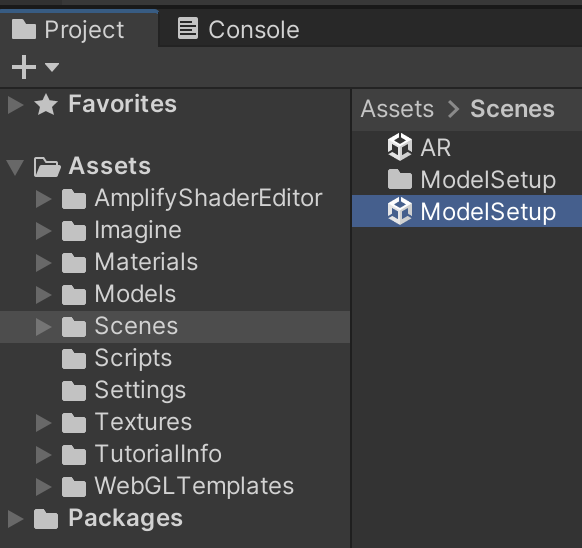 Project
Console
Favorites
Assets
AmplifyShaderEditor
Imagine
Materials
Models
Scenes
Scripts
Settings
Textures
TutorialInfo
WebGLTemplates
Packages
Assets > Scenes
AR
ModelSetup
ModelSetup